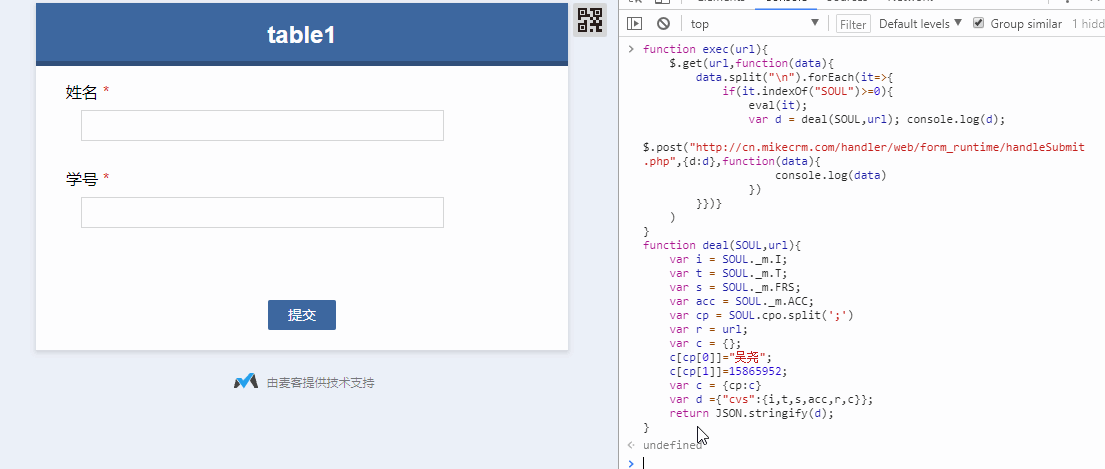 table1
姓名 *
学号 *
提交
由麦客提供技术支持
top
Filter
Default levels
Group similar
1 hidd
function exec(url){
$.get(url,function(data){
data.split("\n").forEach(it=>{
if(it.indexOf("SOUL")>=0){
eval(it);
var d = deal(SOUL,url); console.log(d);
$.post("http://cn.mikecrm.com/handler/web/form_runtime/handleSubmit
.php",{d:d},function(data){
console.log(data)
})
}})}
)
}
function deal(SOUL,url){
var i = SOUL._m.I;
var t = SOUL._m.T;
var s = SOUL._m.FRS;
var acc = SOUL._m.ACC;
var cp = SOUL.cpo.split(';')
var r = url;
var c = {};
c[cp[0]]="吴尧";
c[cp[1]]=15865952;
var c = {cp:c}
var d ={"cvs":{i,t,s,acc,r,c}};
return JSON.stringify(d);
}
undefined